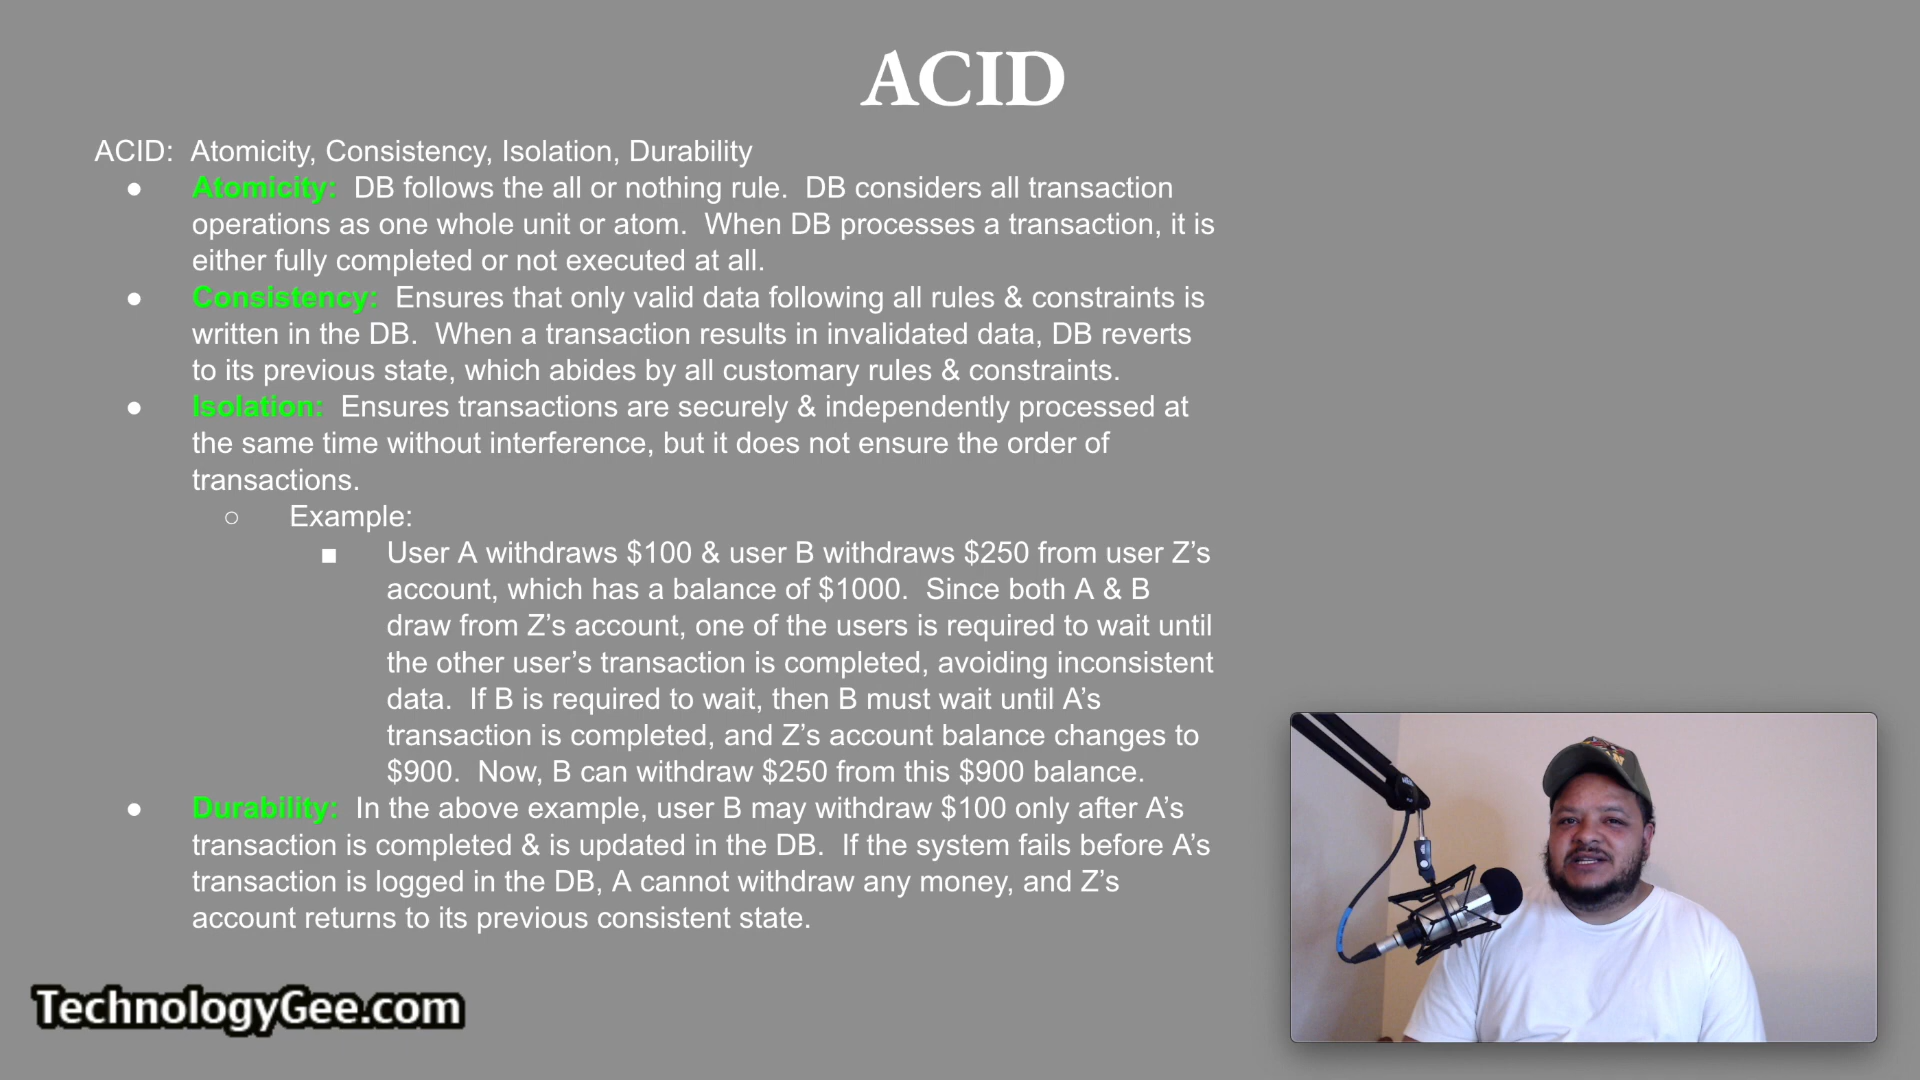 ACID
ACID:  Atomicity, Consistency, Isolation, Durability
● Atomicity:  DB follows the all or nothing rule.  DB considers all transaction
operations as one whole unit or atom.  When DB processes a transaction, it is
either fully completed or not executed at all.
● Consistency:  Ensures that only valid data following all rules & constraints is
written in the DB.  When a transaction results in invalidated data, DB reverts
to its previous state, which abides by all customary rules & constraints.
● Isolation:  Ensures transactions are securely & independently processed at
the same time without interference, but it does not ensure the order of
transactions.
○ Example:
■ User A withdraws $100 & user B withdraws $250 from user Z’s
account, which has a balance of $1000.  Since both A & B
draw from Z’s account, one of the users is required to wait until
the other user’s transaction is completed, avoiding inconsistent
data.  If B is required to wait, then B must wait until A’s
transaction is completed, and Z’s account balance changes to
$900.  Now, B can withdraw $250 from this $900 balance.
● Durability:  In the above example, user B may withdraw $100 only after A’s
transaction is completed & is updated in the DB.  If the system fails before A’s
transaction is logged in the DB, A cannot withdraw any money, and Z’s
account returns to its previous consistent state.
TechnologyGee.com